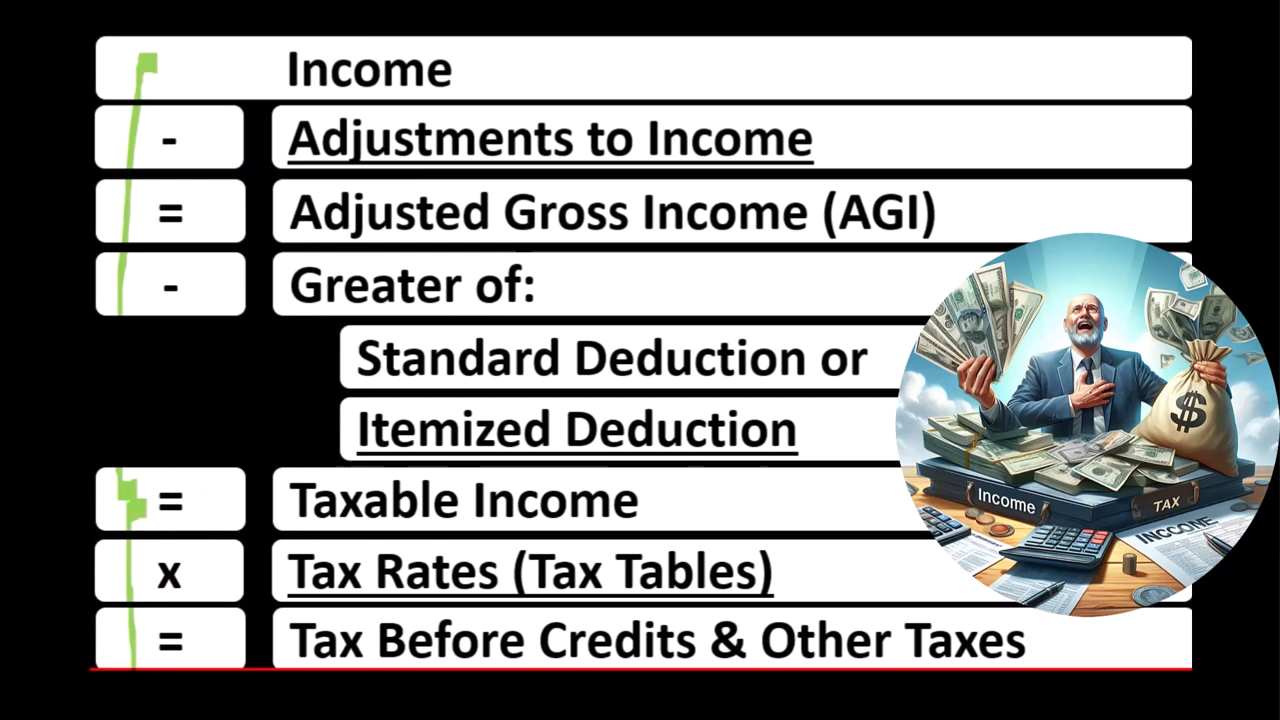 Income
- Adjustments to Income
= Adjusted Gross Income (AGI)
- Greater of:
Standard Deduction or
Itemized Deduction
= Taxable Income
x Tax Rates (Tax Tables)
= Tax Before Credits & Other Taxes
$
Income
TAX
INCCOME